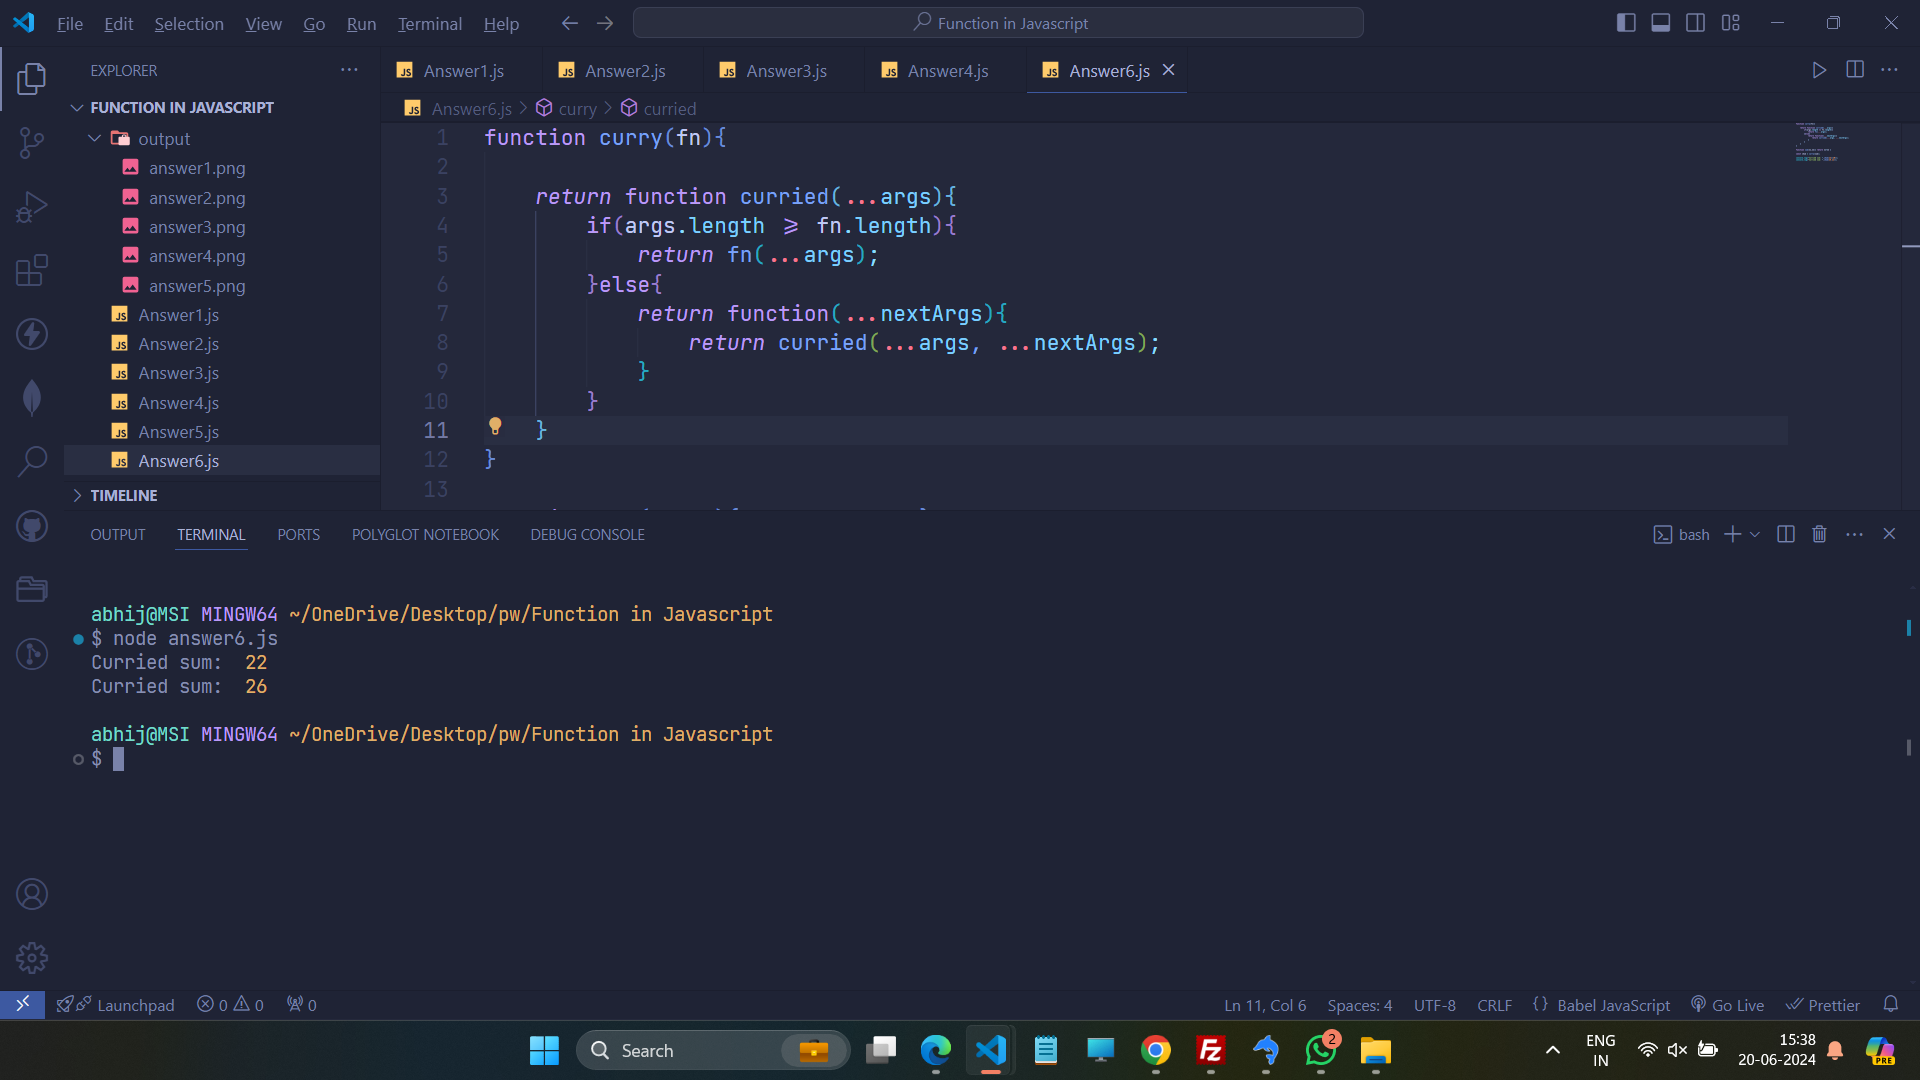 File Edit Selection View Go Run Terminal Help
Function in Javascript
EXPLORER
FUNCTION IN JAVASCRIPT
output
answer1.png
answer2.png
answer3.png
answer4.png
answer5.png
Answer1.js
Answer2.js
Answer3.js
Answer4.js
Answer5.js
Answer6.js
TIMELINE
Answer1.js Answer2.js Answer3.js Answer4.js Answer6.js
Answer6.js > curry > curried
1 function curry(fn){
2
3 return function curried(...args){
4 if(args.length >= fn.length){
5 return fn(...args);
6 }else{
7 return function(...nextArgs){
8 return curried(...args, ...nextArgs);
9 }
10 }
11 }
12 }
13
OUTPUT TERMINAL PORTS POLYGLOT NOTEBOOK DEBUG CONSOLE
bash
abhij@MSI MINGW64 ~/OneDrive/Desktop/pw/Function in Javascript
$ node answer6.js
Curried sum: 22
Curried sum: 26
abhij@MSI MINGW64 ~/OneDrive/Desktop/pw/Function in Javascript
$
Launchpad 0 0 0
Ln 11, Col 6 Spaces: 4 UTF-8 CRLF {} Babel JavaScript Go Live Prettier
Search
2
ENG
IN
15:38
20-06-2024
PRE